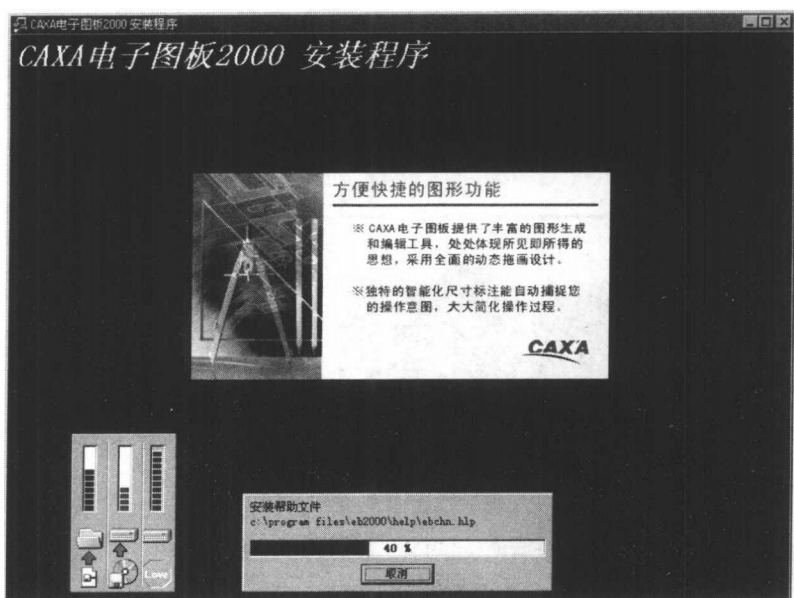 CAXA电子图板2000 安装程序
CAXA电子图板2000 安装程序
方便快捷的图形功能
※ CAXA电子图板提供了丰富的图形生成
和编辑工具，处处体现所见即所得的
思想，采用全面的动态拖画设计。
※独特的智能化尺寸标注能自动捕捉您
的操作意图，大大简化操作过程。
CAXA
安装帮助文件
c:\program files\eb2000\help\ebchn.hlp
40 %
取消